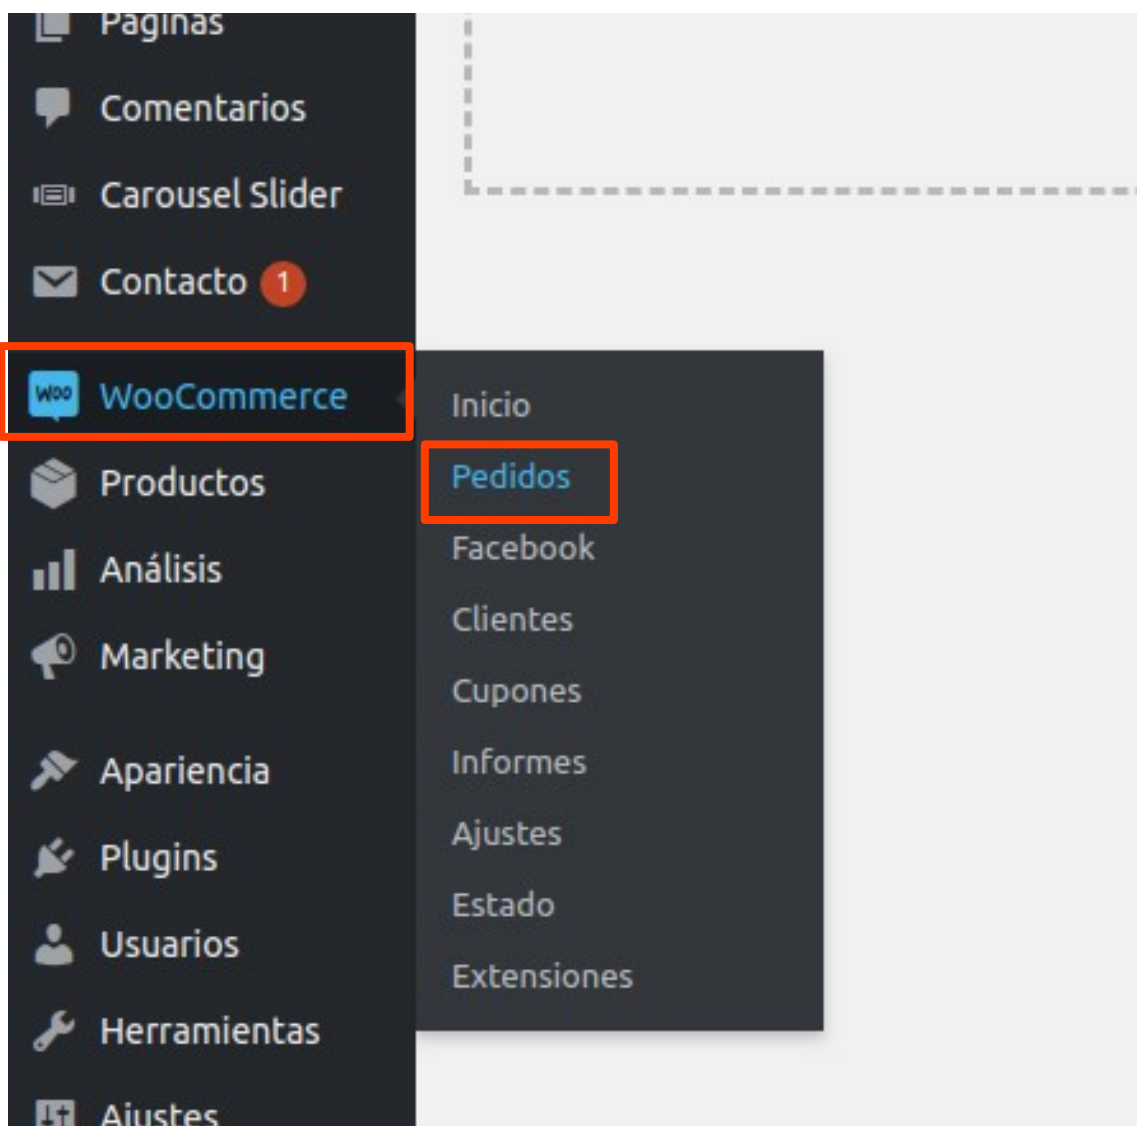 Páginas
Comentarios
Carousel Slider
Contacto 1
Woo WooCommerce
Productos
Análisis
Marketing
Apariencia
Plugins
Usuarios
Herramientas
Ajustes
Inicio
Pedidos
Facebook
Clientes
Cupones
Informes
Ajustes
Estado
Extensiones